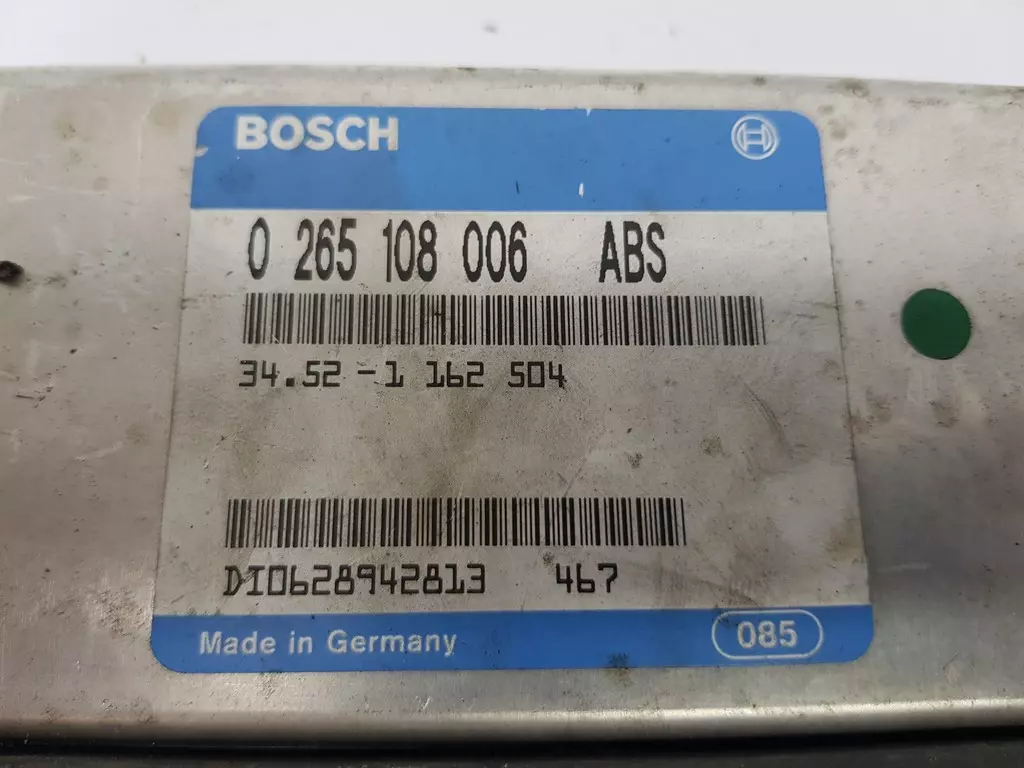 BOSCH
0 265 108 006 ABS
34.52-1 162 504
DI0628942813 467
Made in Germany 085